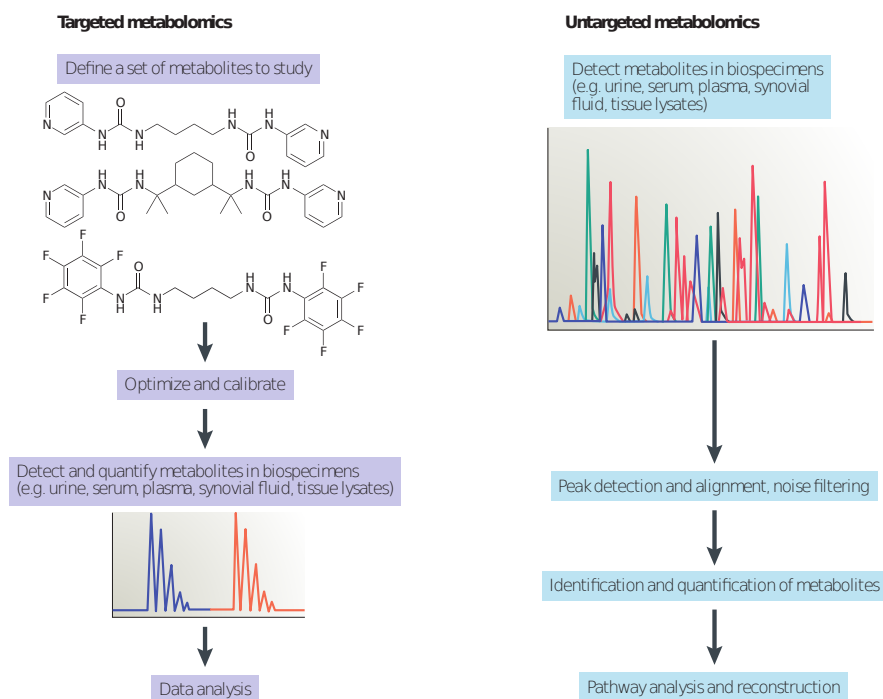 Targeted metabolomics
Define a set of metabolites to study
N
N
H
N
H
O
N
H
N
H
O
N
N
N
H
N
H
O
N
H
N
H
O
N
F
F
F
F
F
N
H
N
H
O
N
H
N
H
O
F
F
F
F
F
Optimize and calibrate
Detect and quantify metabolites in biospecimens
(e.g. urine, serum, plasma, synovial fluid, tissue lysates)
Data analysis
Untargeted metabolomics
Detect metabolites in biospecimens
(e.g. urine, serum, plasma, synovial
fluid, tissue lysates)
Peak detection and alignment, noise filtering
Identification and quantification of metabolites
Pathway analysis and reconstruction